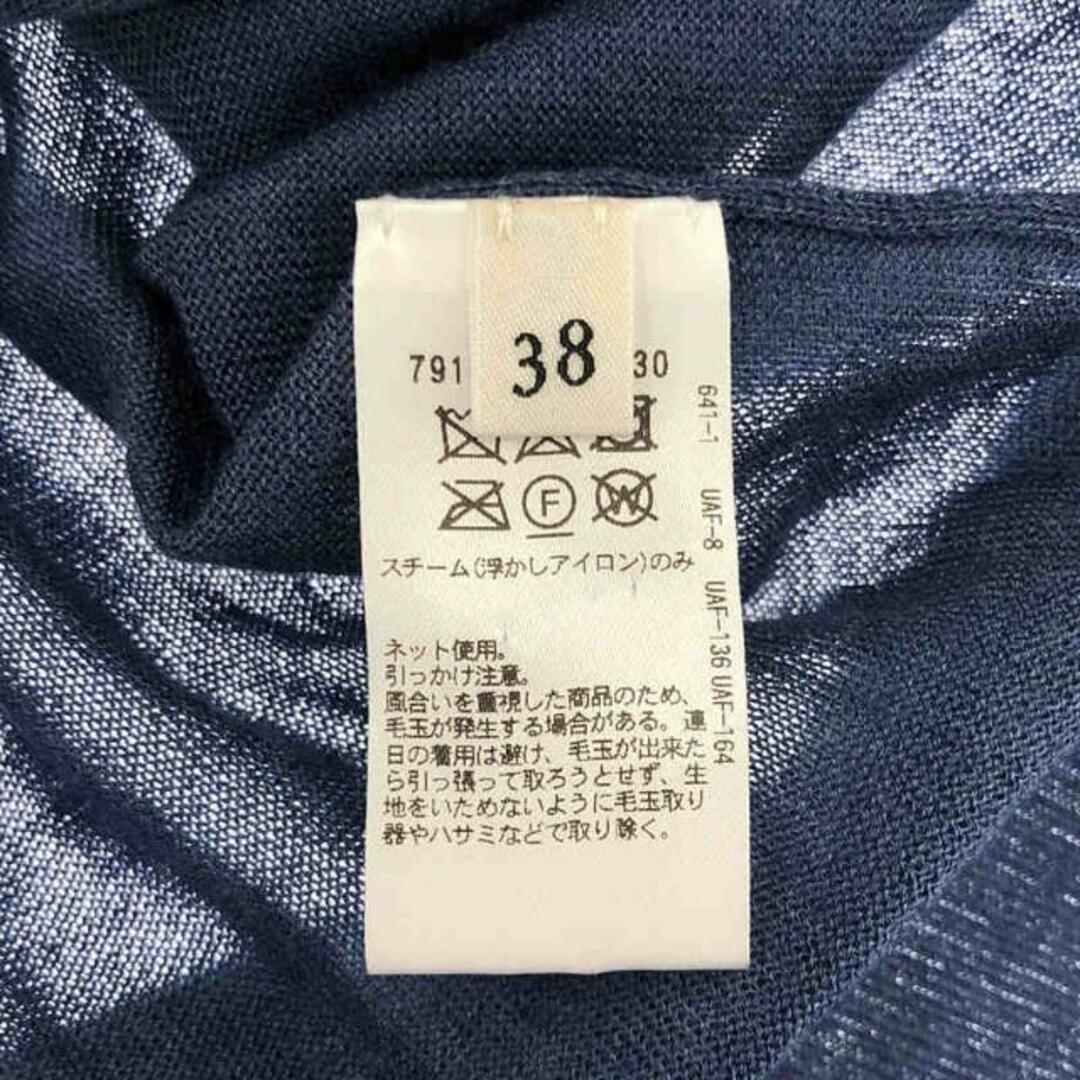 38
791 30
F W
スチーム(浮かしアイロン)のみ
ネット使用。
引っかけ注意。
風合いを重視した商品のため、
毛玉が発生する場合がある。連
日の着用は避け、毛玉が出来た
ら引っ張って取ろうとせず、生
地をいためないように毛玉取り
器やハサミなどで取り除く。
641-1 UAF-8 UAF-136 UAF-164